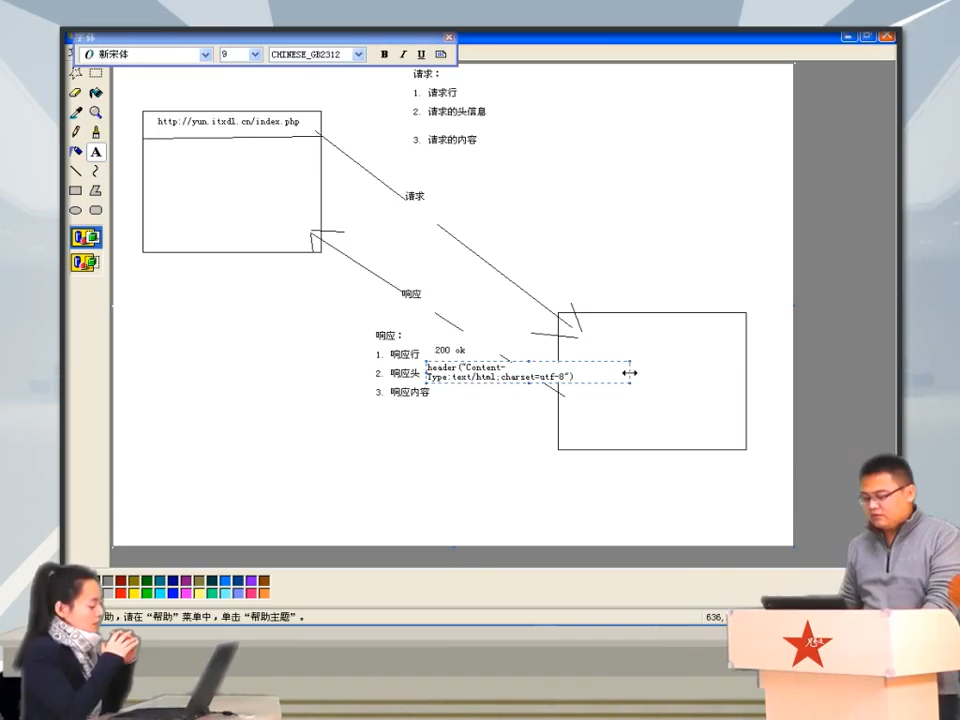 字体
新宋体
9
CHINESE_GB2312
B I U
请求：
1. 请求行
2. 请求的头信息
3. 请求的内容
http://yun.itxdl.cn/index.php
A
请求
响应
响应：
1. 响应行
200 ok
2. 响应头
header("Content-
Type:text/html;charset=utf-8")
3. 响应内容
助,请在“帮助”菜单中,单击“帮助主题”。
636,